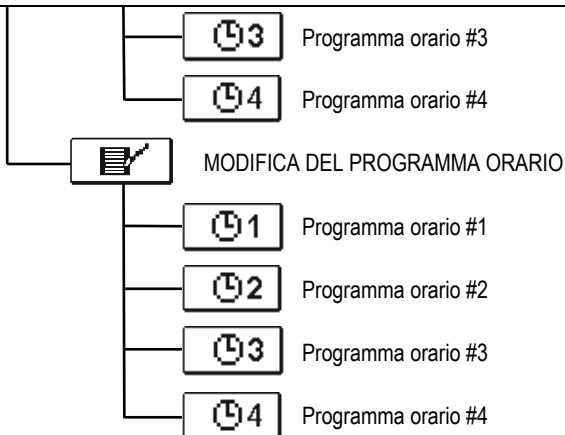 3 Programma orario #3
4 Programma orario #4
MODIFICA DEL PROGRAMMA ORARIO
1 Programma orario #1
2 Programma orario #2
3 Programma orario #3
4 Programma orario #4